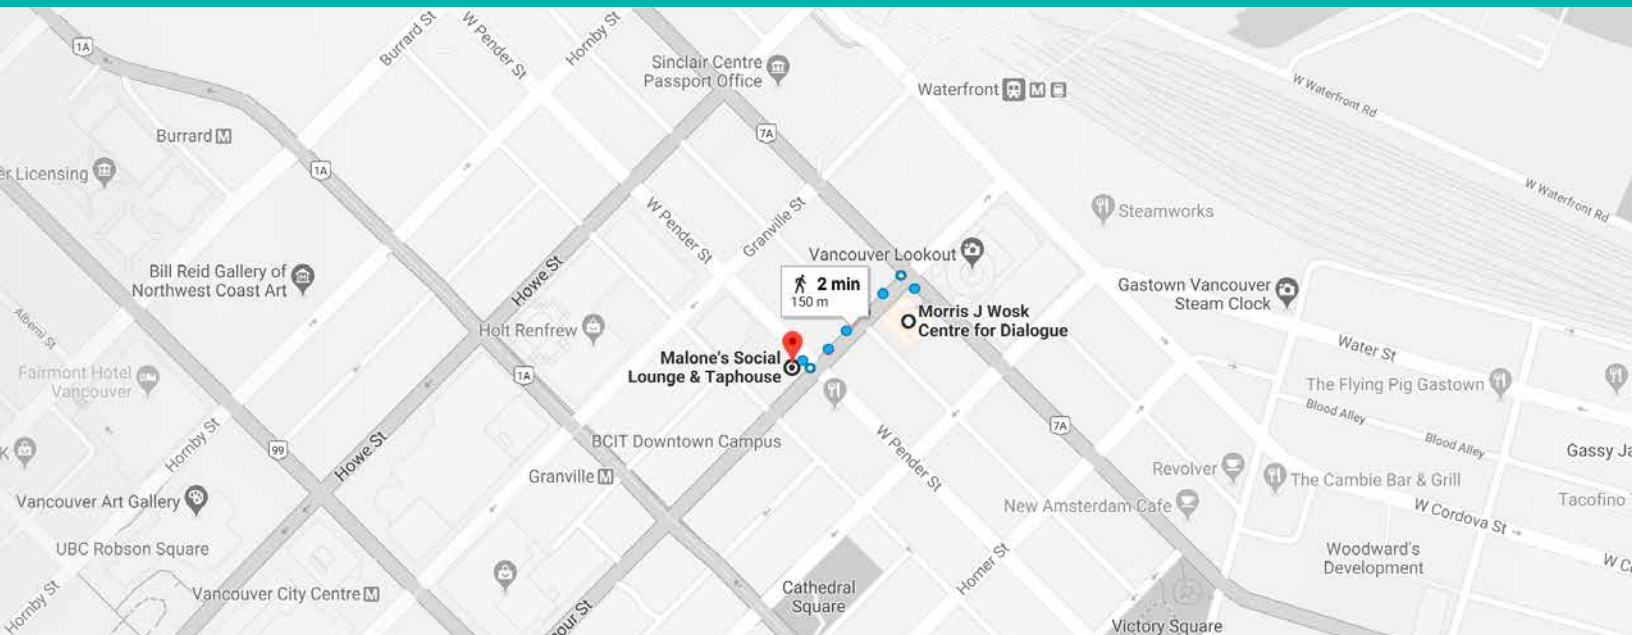 1A
Burrard St
W Pender St
Hornby St
Sinclair Centre
Passport Office
Waterfront
W Waterfront Rd
7A
Burrard
1A
Licensing
W Waterfront Rd
W Pender St
Granville St
Steamworks
Vancouver Lookout
Bill Reid Gallery of
Northwest Coast Art
Howe St
2 min
150 m
Gastown Vancouver
Steam Clock
Morris J Wosk
Centre for Dialogue
Alberni St
Holt Renfrew
Malone's Social
Lounge & Taphouse
Water St
Fairmont Hotel
Vancouver
1A
The Flying Pig Gastown
Blood Alley
Blood Alley
Hornby St
99
Howe St
BCIT Downtown Campus
W Pender St
7A
Gassy Ja
K
Granville
Revolver
The Cambie Bar & Grill
Vancouver Art Gallery
New Amsterdam Cafe
Tacofino
W Cordova St
UBC Robson Square
Woodward's
Development
W C
Hornby St
Vancouver City Centre
Homer St
Cathedral
Square
our St
Victory Square